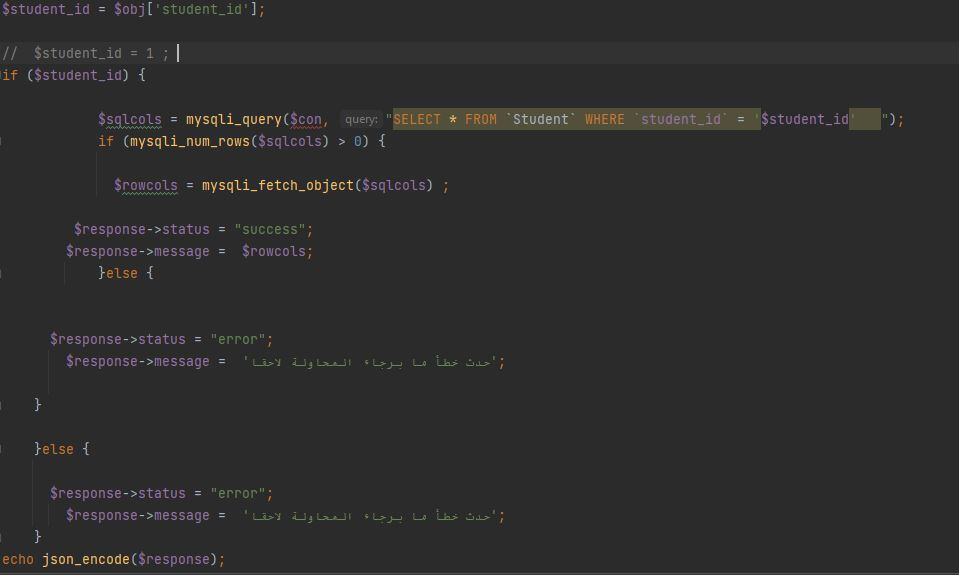 $student_id = $obj['student_id'];
//  $student_id = 1 ;
if ($student_id) {
$sqlcols = mysqli_query($con, query: "SELECT * FROM `Student` WHERE `student_id` = '$student_id'   ");
if (mysqli_num_rows($sqlcols) > 0) {
$rowcols = mysqli_fetch_object($sqlcols) ;
$response->status = "success";
$response->message =  $rowcols;
}else {
$response->status = "error";
$response->message =  'حدث خطأ ما برجاء المحاولة لاحقا';
}
}else {
$response->status = "error";
$response->message =  'حدث خطأ ما برجاء المحاولة لاحقا';
}
echo json_encode($response);